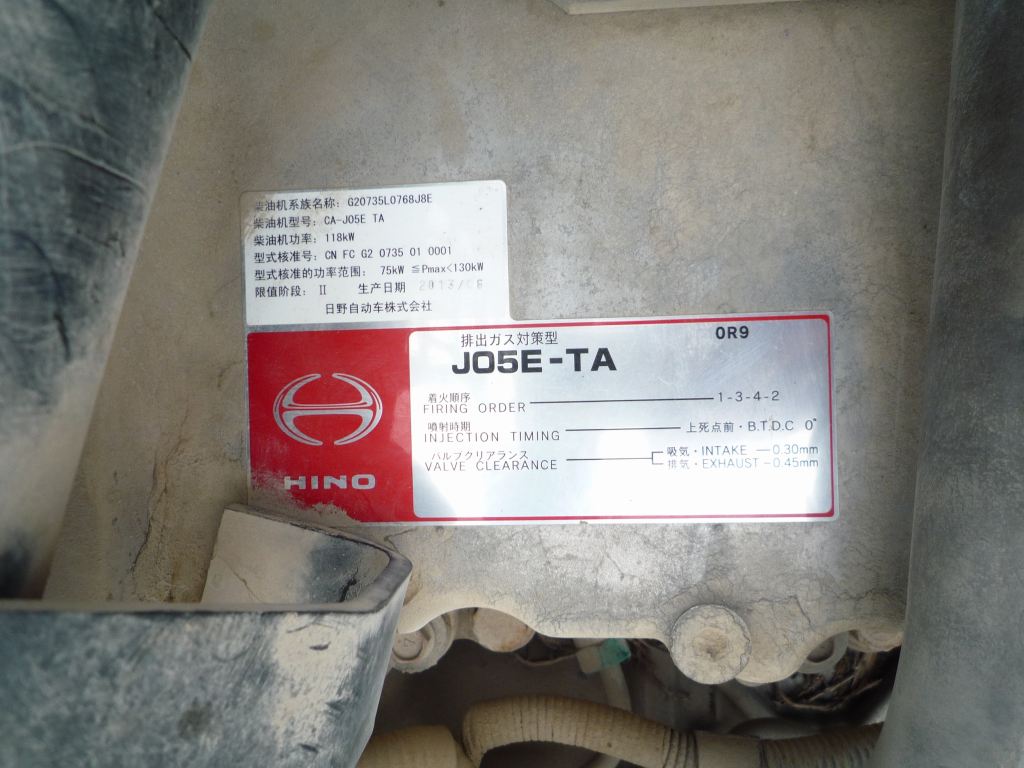 柴油机系族名称: G20735L0768J8E
柴油机型号: CA-J05E TA
柴油机功率: 118kW
型式核准号: CN FC G2 0735 01 0001
型式核准的功率范围: 75kW ≦Pmax<130kW
限值阶段: II 生产日期 2013/08
日野自动车株式会社
排出ガス対策型 0R9
J05E-TA
着火順序
FIRING ORDER 1-3-4-2
噴射時期
INJECTION TIMING 上死点前・B.T.D.C 0°
バルブクリアランス
VALVE CLEARANCE
吸気・INTAKE 0.30mm
排気・EXHAUST 0.45mm
HINO